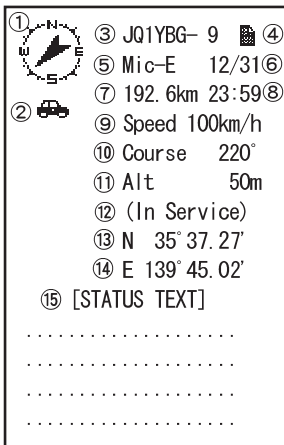 ① N
W E
S
③ JQ1YBG- 9 ④
⑤ Mic-E 12/31⑥
② ⑦ 192.6km 23:59⑧
⑨ Speed 100km/h
⑩ Course 220°
⑪ Alt 50m
⑫ (In Service)
⑬ N 35°37.27'
⑭ E 139°45.02'
⑮ [STATUS TEXT]
.....................
.....................
.....................
.....................